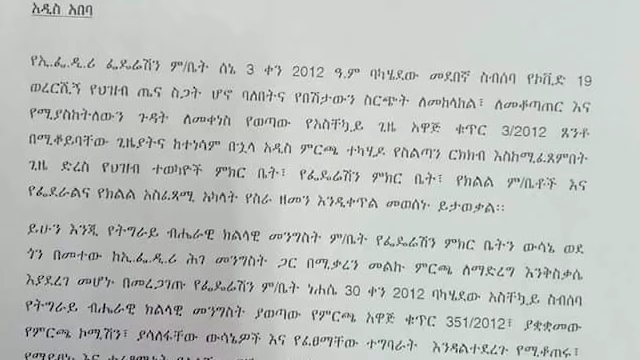 አዲስ አበባ
የኢ.ፌ.ዲ.ሪ ፌዴሬሽን ም/ቤት ሰኔ 3 ቀን 2012 ዓ.ም ባካሄደው መደበኛ ስብሰባ የኮቪድ 19
ወረርሺኝ የህዝብ ጤና ስጋት ሆኖ ባለበትና የበሽታውን ስርጭት ለመከላከል፣ ለመቆጣጠር እና
የሚያስከትለውን ጉዳት ለመቀነስ የወጣው የአስቸኳይ ጊዜ አዋጅ ቁጥር 3/2012 ጸንቶ
በሚቆይባቸው ጊዜያትና ከተነሳም በኋላ አዲስ ምርጫ ተካሂዶ የስልጣን ርክክብ እስከሚፈጸምበት
ጊዜ ድረስ የህዝብ ተወካዮች ምክር ቤት፣ የፌዴሬሽን ምክር ቤት፣ የክልል ም/ቤቶች እና
የፌደራልና የክልል አስፈጻሚ አካላት የስራ ዘመን እንዲቀጥል መወሰኑ ይታወቃል፡፡
ይሁን እንጂ የትግራይ ብሔራዊ ክልላዊ መንግስት ም/ቤት የፌዴሬሽን ምክር ቤትን ውሳኔ ወደ
ጎን በመተው ከኢ.ፌ.ዲ.ሪ ሕገ መንግስት ጋር በሚቃረን መልኩ ምርጫ ለማድረግ እንቅስቃሴ
እያደረገ መሆኑ በመረጋገጡ የፌዴሬሽን ም/ቤት ነሐሴ 30 ቀን 2012 ባካሄደው አስቸኳይ ስብሰባ
የትግራይ ብሔራዊ ክልላዊ መንግስት ያወጣው የምርጫ አዋጅ ቁጥር 351/2012፣ ያቋቋመው
የምርጫ ኮሚሽን፣ ያሳለፋቸው ውሳኔዎች እና የፈፀማቸው ተግባራት እንዳልተደረጉ የሚቆጠሩ፣